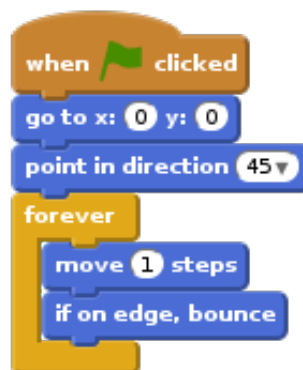 when clicked
go to x: 0 y: 0
point in direction 45▾
forever
move 1 steps
if on edge, bounce